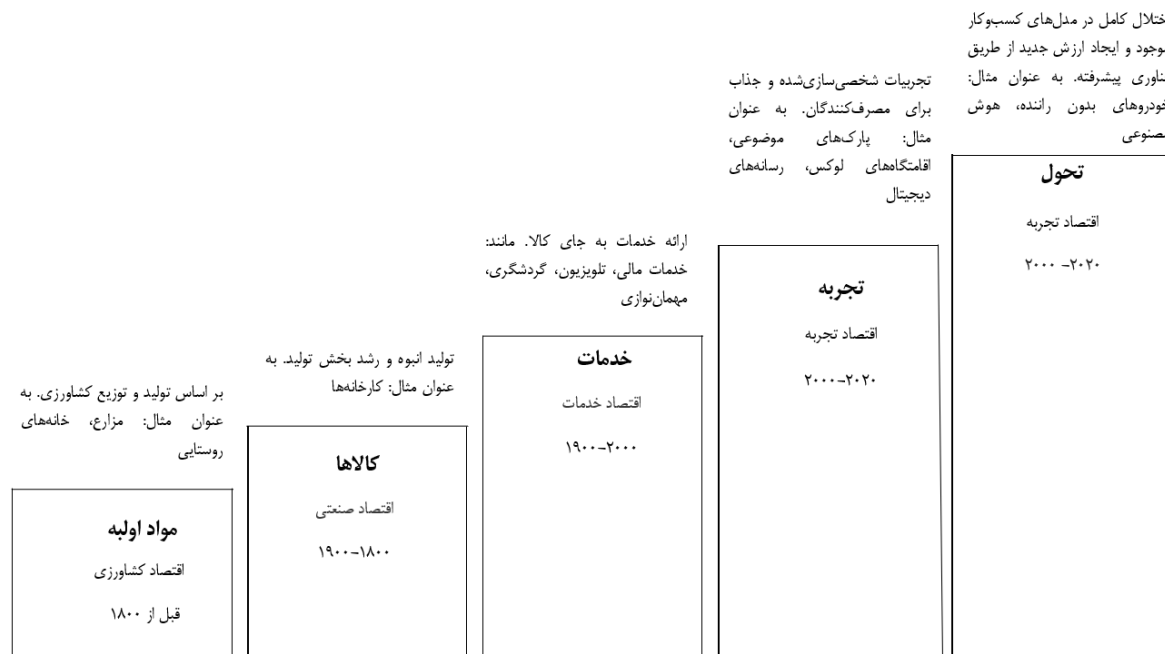 ختلال کامل در مدل‌های کسب‌وکار
وجود و ایجاد ارزش جدید از طریق
ناوری پیشرفته. به عنوان مثال:
خودروهای بدون راننده، هوش
صنوعی
تحول
اقتصاد تجربه
۲۰۰۰ -۲۰۲۰
تجربیات شخصی‌سازی‌شده و جذاب
برای مصرف‌کنندگان. به عنوان
مثال: پارک‌های موضوعی،
اقامتگاه‌های لوکس، رسانه‌های
دیجیتال
تجربه
اقتصاد تجربه
۲۰۰۰-۲۰۲۰
ارائه خدمات به جای کالا. مانند:
خدمات مالی، تلویزیون، گردشگری،
مهمان‌نوازی
خدمات
اقتصاد خدمات
۱۹۰۰-۲۰۰۰
تولید انبوه و رشد بخش تولید. به
عنوان مثال: کارخانه‌ها
کالاها
اقتصاد صنعتی
۱۹۰۰-۱۸۰۰
بر اساس تولید و توزیع کشاورزی. به
عنوان مثال: مزارع، خانه‌های
روستایی
مواد اولبه
اقتصاد کشاورزی
قبل از ۱۸۰۰